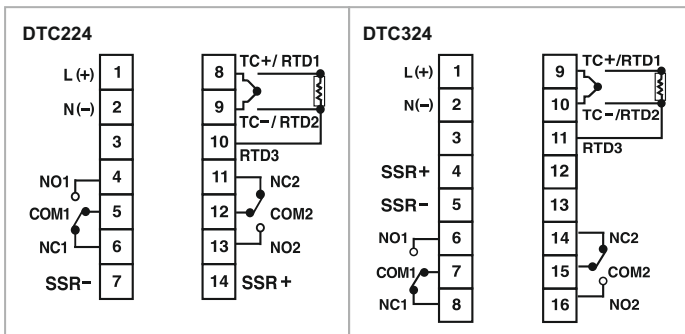 DTC224
L (+) 1
N(−) 2
3
NO1 4
COM1 5
NC1 6
SSR− 7
8 TC+/ RTD1
9 TC−/ RTD2
10 RTD3
11 NC2
12 COM2
13 NO2
14 SSR +
DTC324
L (+) 1
N(−) 2
3
SSR+ 4
SSR− 5
NO1 6
COM1 7
NC1 8
9 TC+/RTD1
10 TC−/RTD2
11 RTD3
12
13
14 NC2
15 COM2
16 NO2